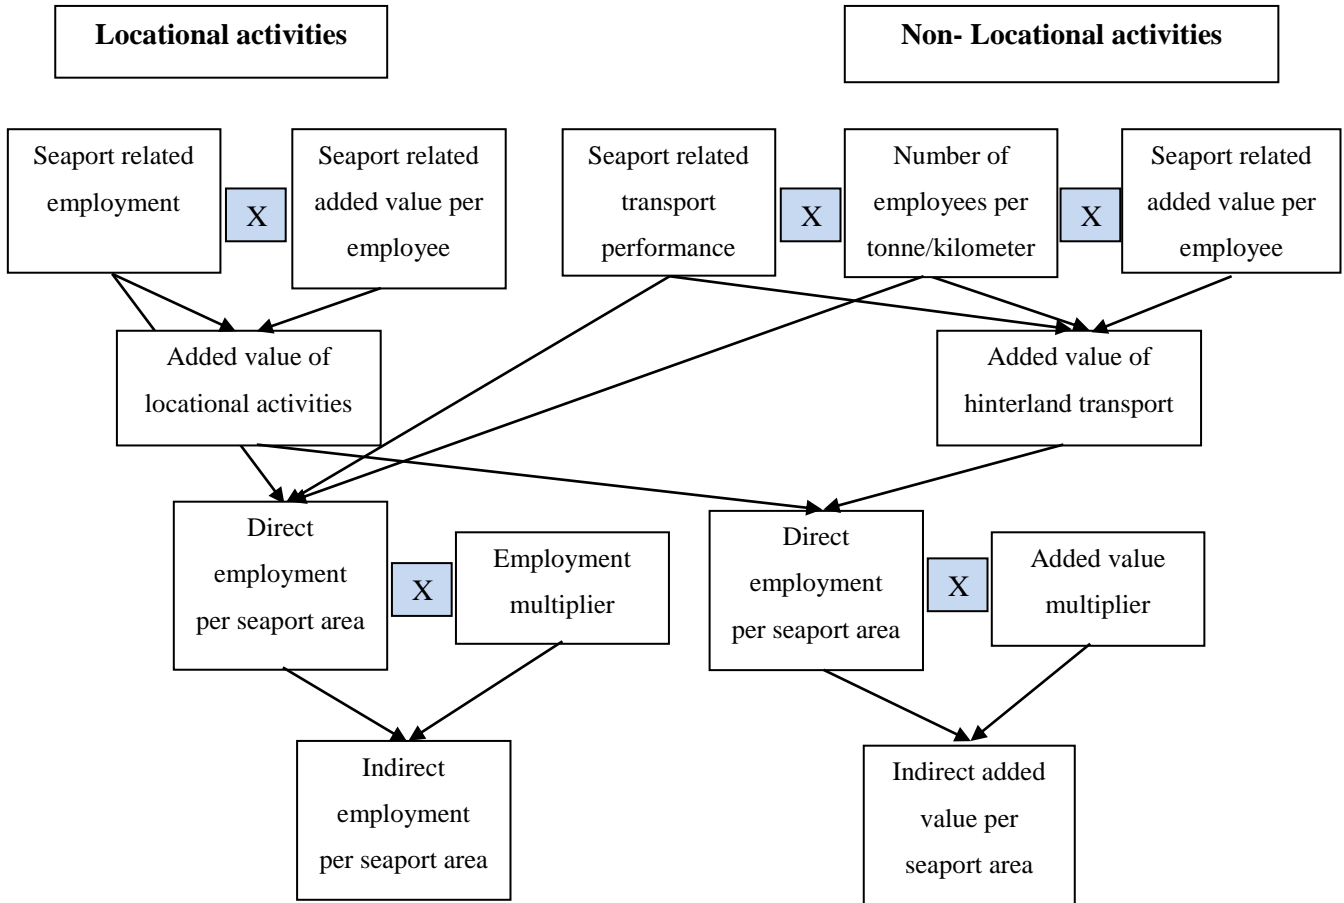 Locational activities
Non- Locational activities
Seaport related
employment
X
Seaport related
added value per
employee
Seaport related
transport
performance
X
Number of
employees per
tonne/kilometer
X
Seaport related
added value per
employee
Added value of
locational activities
Added value of
hinterland transport
Direct
employment
per seaport area
X
Employment
multiplier
Direct
employment
per seaport area
X
Added value
multiplier
Indirect
employment
per seaport area
Indirect added
value per
seaport area